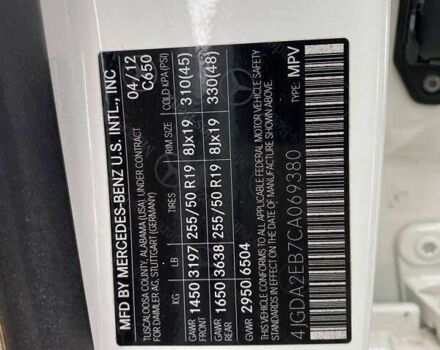 MFD BY MERCEDES-BENZ U.S. INTL., INC
TUSCALOOSA COUNTY, ALABAMA (USA), UNDER CONTRACT 04/12
FOR DAIMLER AG, STUTTGART (GERMANY) C650
KG LB TIRES RIM SIZE COLD KPA(PSI)
GAWR FRONT 1450 3197 255/50 R19 8Jx19 310(45)
GAWR REAR 1650 3638 255/50 R19 8Jx19 330(48)
GVWR 2950 6504
THIS VEHICLE CONFORMS TO ALL APPLICABLE FEDERAL MOTOR VEHICLE SAFETY
STANDARDS IN EFFECT ON THE DATE OF MANUFACTURE SHOWN ABOVE
4JGDA2EB7CA069380 TYPE: MPV